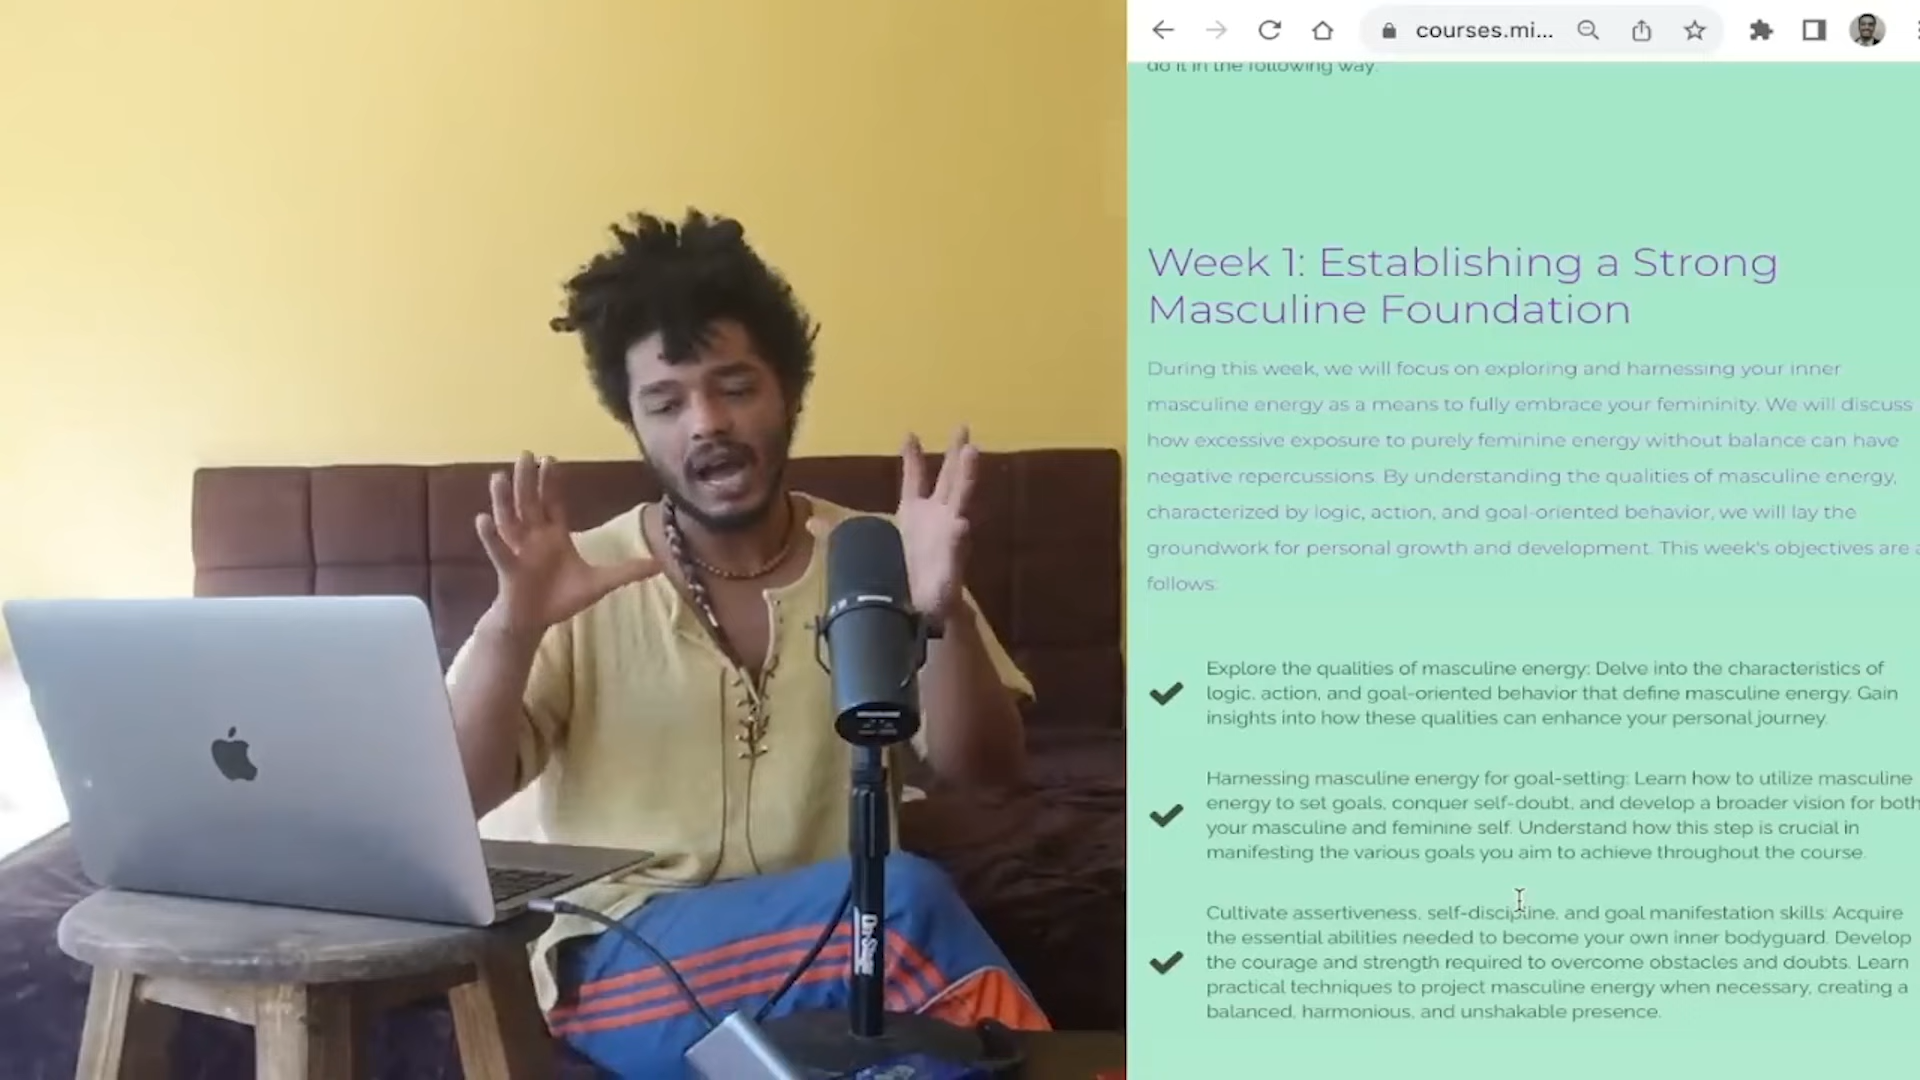 courses.mi...
do it in the following way.
Week 1: Establishing a Strong
Masculine Foundation
During this week, we will focus on exploring and harnessing your inner
masculine energy as a means to fully embrace your femininity. We will discuss
how excessive exposure to purely feminine energy without balance can have
negative repercussions. By understanding the qualities of masculine energy,
characterized by logic, action, and goal-oriented behavior, we will lay the
groundwork for personal growth and development. This week's objectives are a
follows:
Explore the qualities of masculine energy: Delve into the characteristics of
logic, action, and goal-oriented behavior that define masculine energy. Gain
insights into how these qualities can enhance your personal journey.
Harnessing masculine energy for goal-setting: Learn how to utilize masculine
energy to set goals, conquer self-doubt, and develop a broader vision for both
your masculine and feminine self. Understand how this step is crucial in
manifesting the various goals you aim to achieve throughout the course.
Cultivate assertiveness, self-discipline, and goal manifestation skills: Acquire
the essential abilities needed to become your own inner bodyguard. Develop
the courage and strength required to overcome obstacles and doubts. Learn
practical techniques to project masculine energy when necessary, creating a
balanced, harmonious, and unshakable presence.
On-Stage